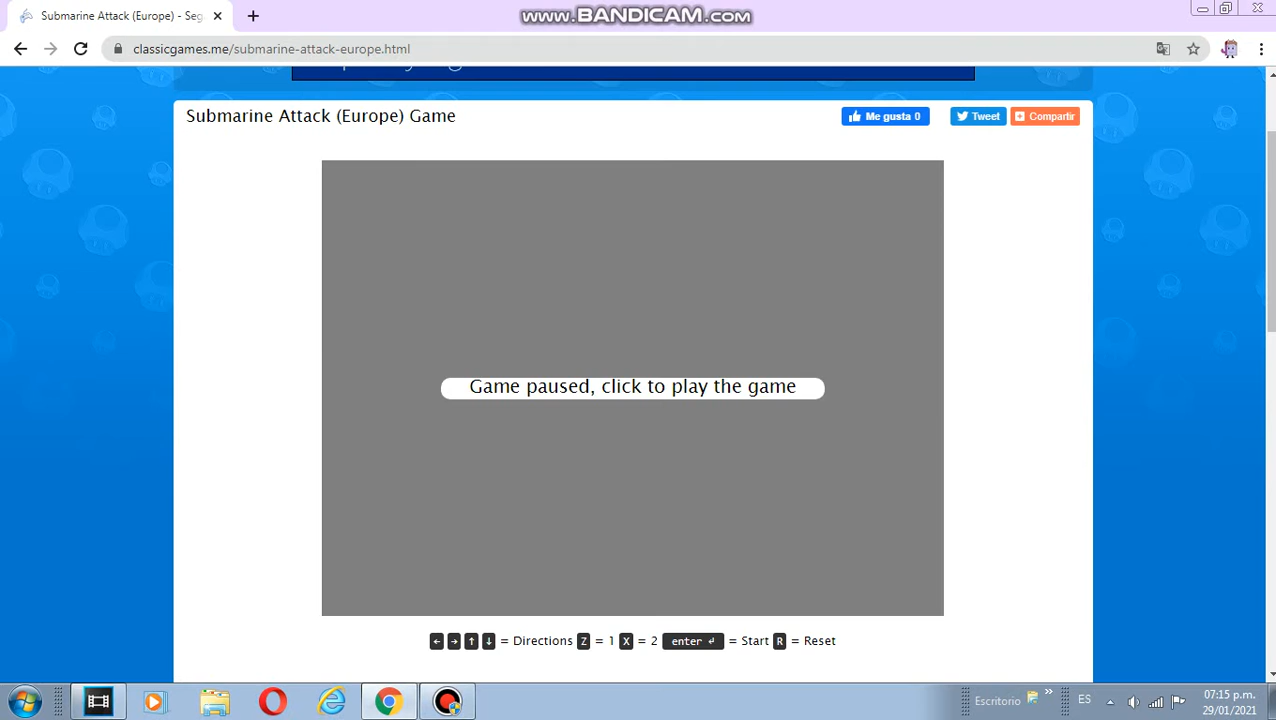 Submarine Attack (Europe) - Seg
www.BANDICAM.com
classicgames.me/submarine-attack-europe.html
Submarine Attack (Europe) Game
Me gusta 0
Tweet
Compartir
Game paused, click to play the game
← → ↑ ↓ = Directions Z = 1 X = 2 enter ↵ = Start R = Reset
Escritorio
ES
07:15 p.m.
29/01/2021